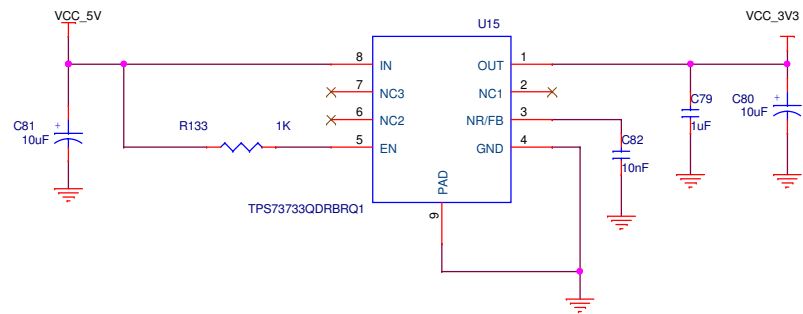 VCC_5V
VCC_3V3
U15
8 IN
OUT 1
7 NC3
NC1 2
6 NC2
NR/FB 3
5 EN
GND 4
PAD
9
C81
10uF
+
R133 1K
C82
10nF
C79
1uF
C80
10uF
+
TPS73733QDRBRQ1